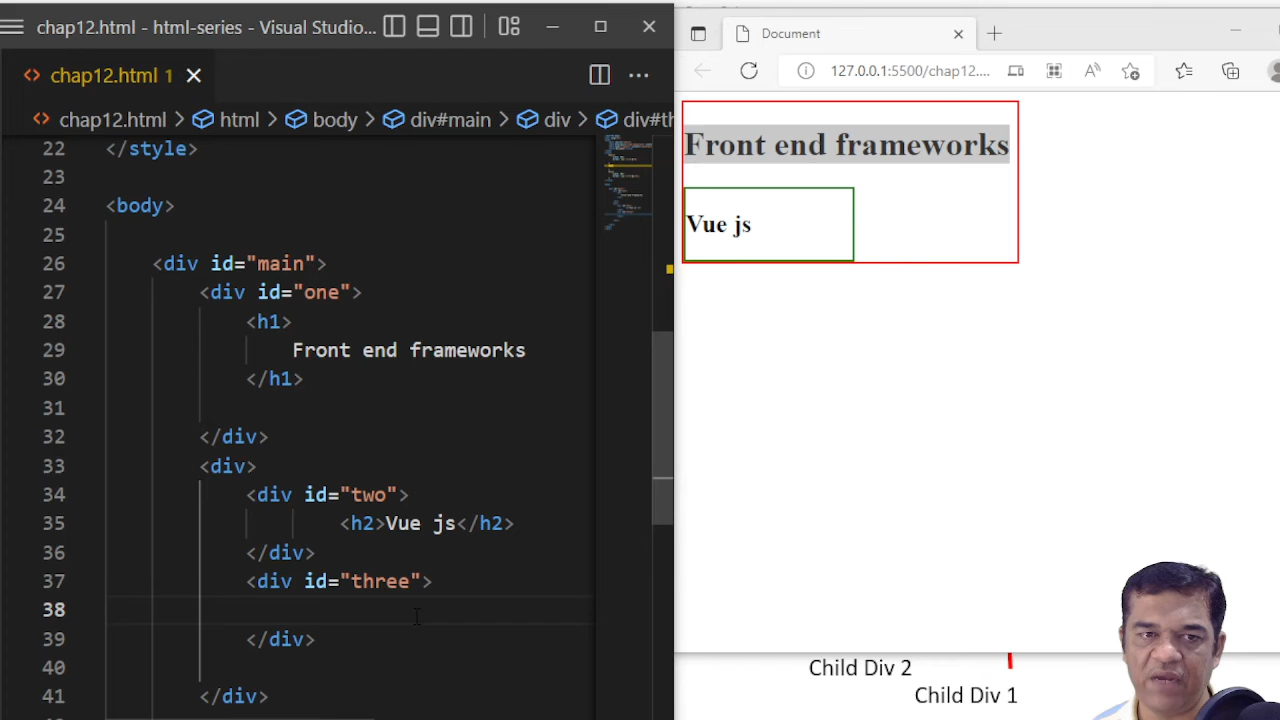 chap12.html - html-series - Visual Studio...
chap12.html 1
chap12.html > html > body > div#main > div > div#th
22 </style>
23
24 <body>
25
26 <div id="main">
27 <div id="one">
28 <h1>
29 Front end frameworks
30 </h1>
31
32 </div>
33 <div>
34 <div id="two">
35 <h2>Vue js</h2>
36 </div>
37 <div id="three">
38
39 </div>
40
41 </div>
Document
127.0.0.1:5500/chap12....
Front end frameworks
Vue js
Child Div 2
Child Div 1